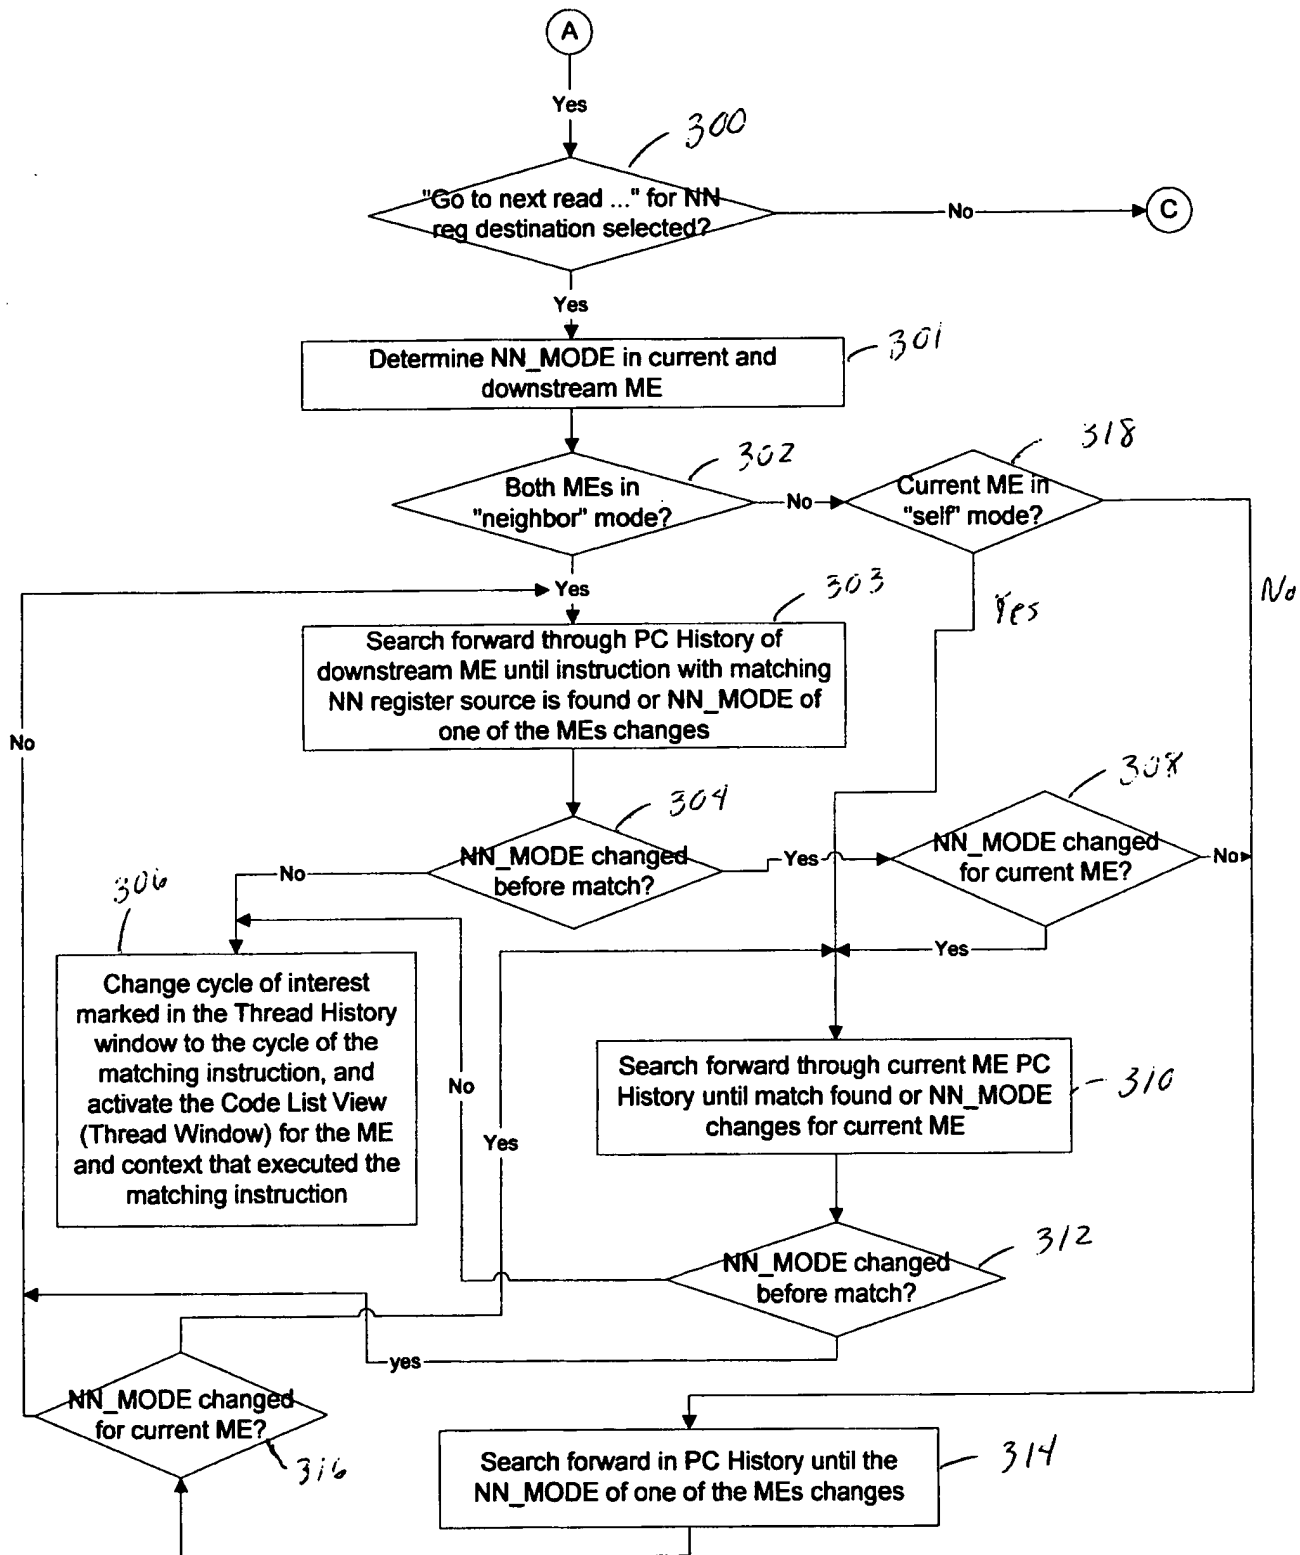 A
Yes
300
"Go to next read ..." for NN
reg destination selected?
No
C
Yes
301
Determine NN_MODE in current and
downstream ME
302
318
Both MEs in
"neighbor" mode?
No
Current ME in
"self" mode?
Yes
303
Yes
No
Search forward through PC History of
downstream ME until instruction with matching
NN register source is found or NN_MODE of
one of the MEs changes
No
304
308
NN_MODE changed
before match?
Yes
NN_MODE changed
for current ME?
No
No
306
Yes
Change cycle of interest
marked in the Thread History
window to the cycle of the
matching instruction, and
activate the Code List View
(Thread Window) for the ME
and context that executed the
matching instruction
No
Yes
Search forward through current ME PC
History until match found or NN_MODE
changes for current ME
310
312
NN_MODE changed
before match?
yes
NN_MODE changed
for current ME?
316
Search forward in PC History until the
NN_MODE of one of the MEs changes
314